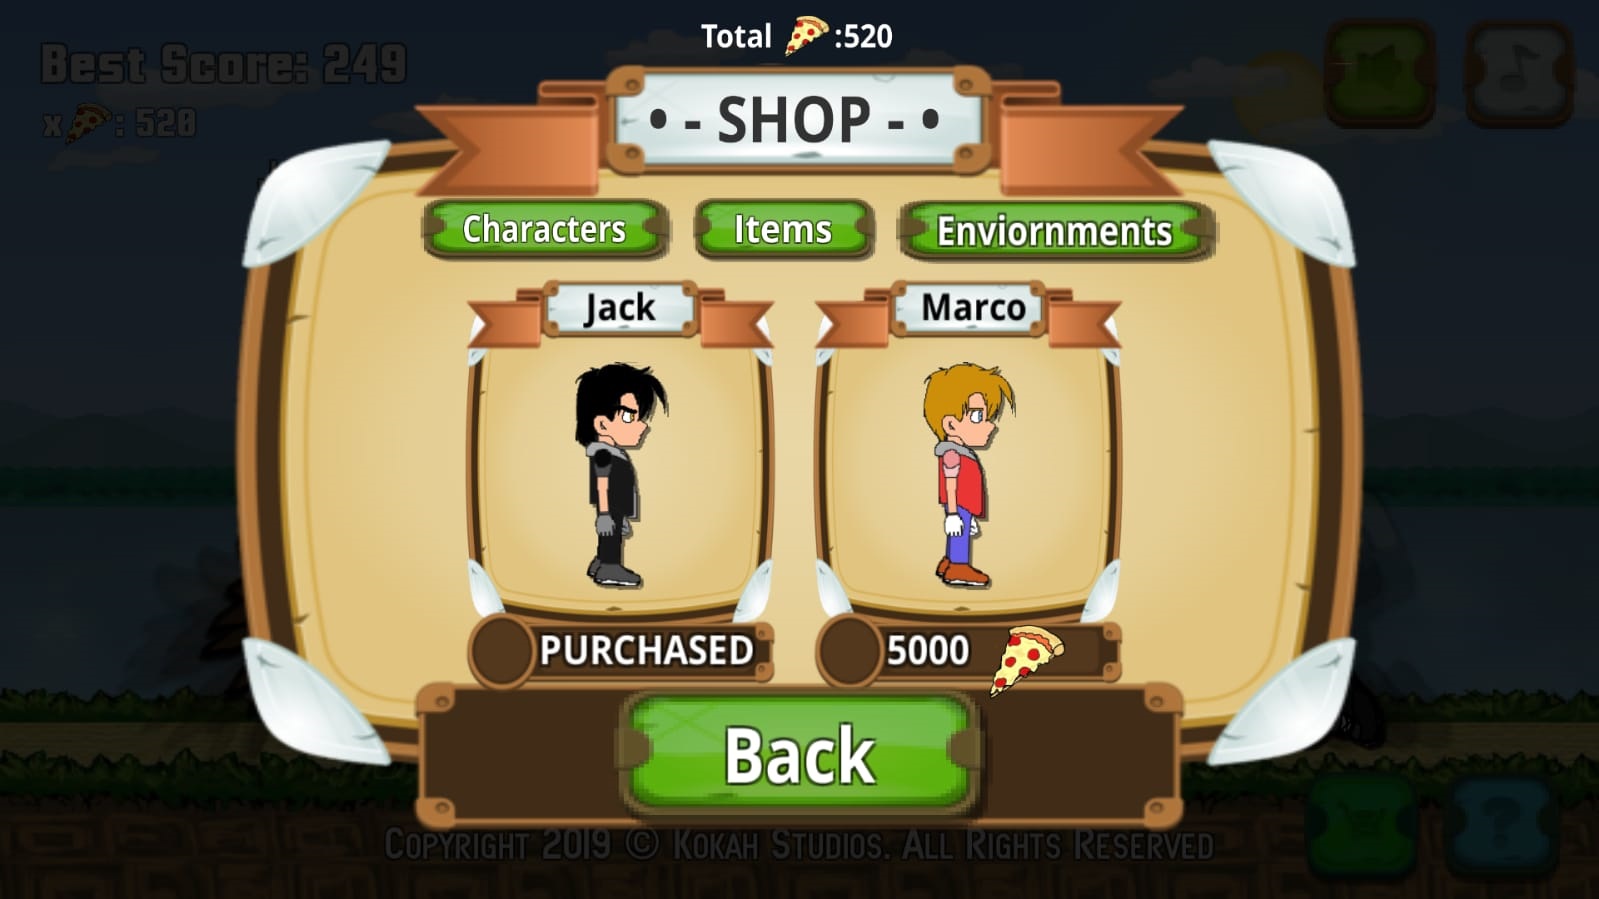 Total :520
Best Score: 249
x : 520
• - SHOP - •
Characters Items Enviornments
Jack Marco
PURCHASED 5000
Back
?
Copyright 2019 © Kokah Studios. All Rights Reserved